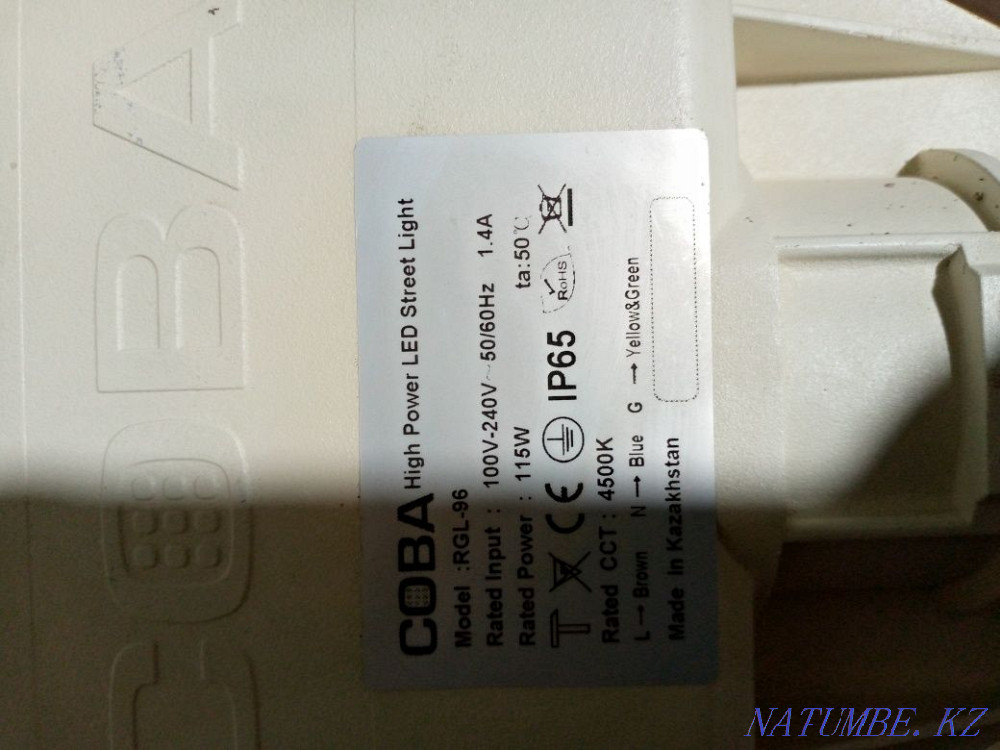 COBA
COBA High Power LED Street Light
Model :RGL-96
Rated Input : 100V-240V~50/60Hz 1.4A
Rated Power : 115W ta:50℃
CE IP65 RoHS
Rated CCT : 4500K
L→Brown N→Blue G→Yellow&Green
Made in Kazakhstan
NATUMBE.KZ